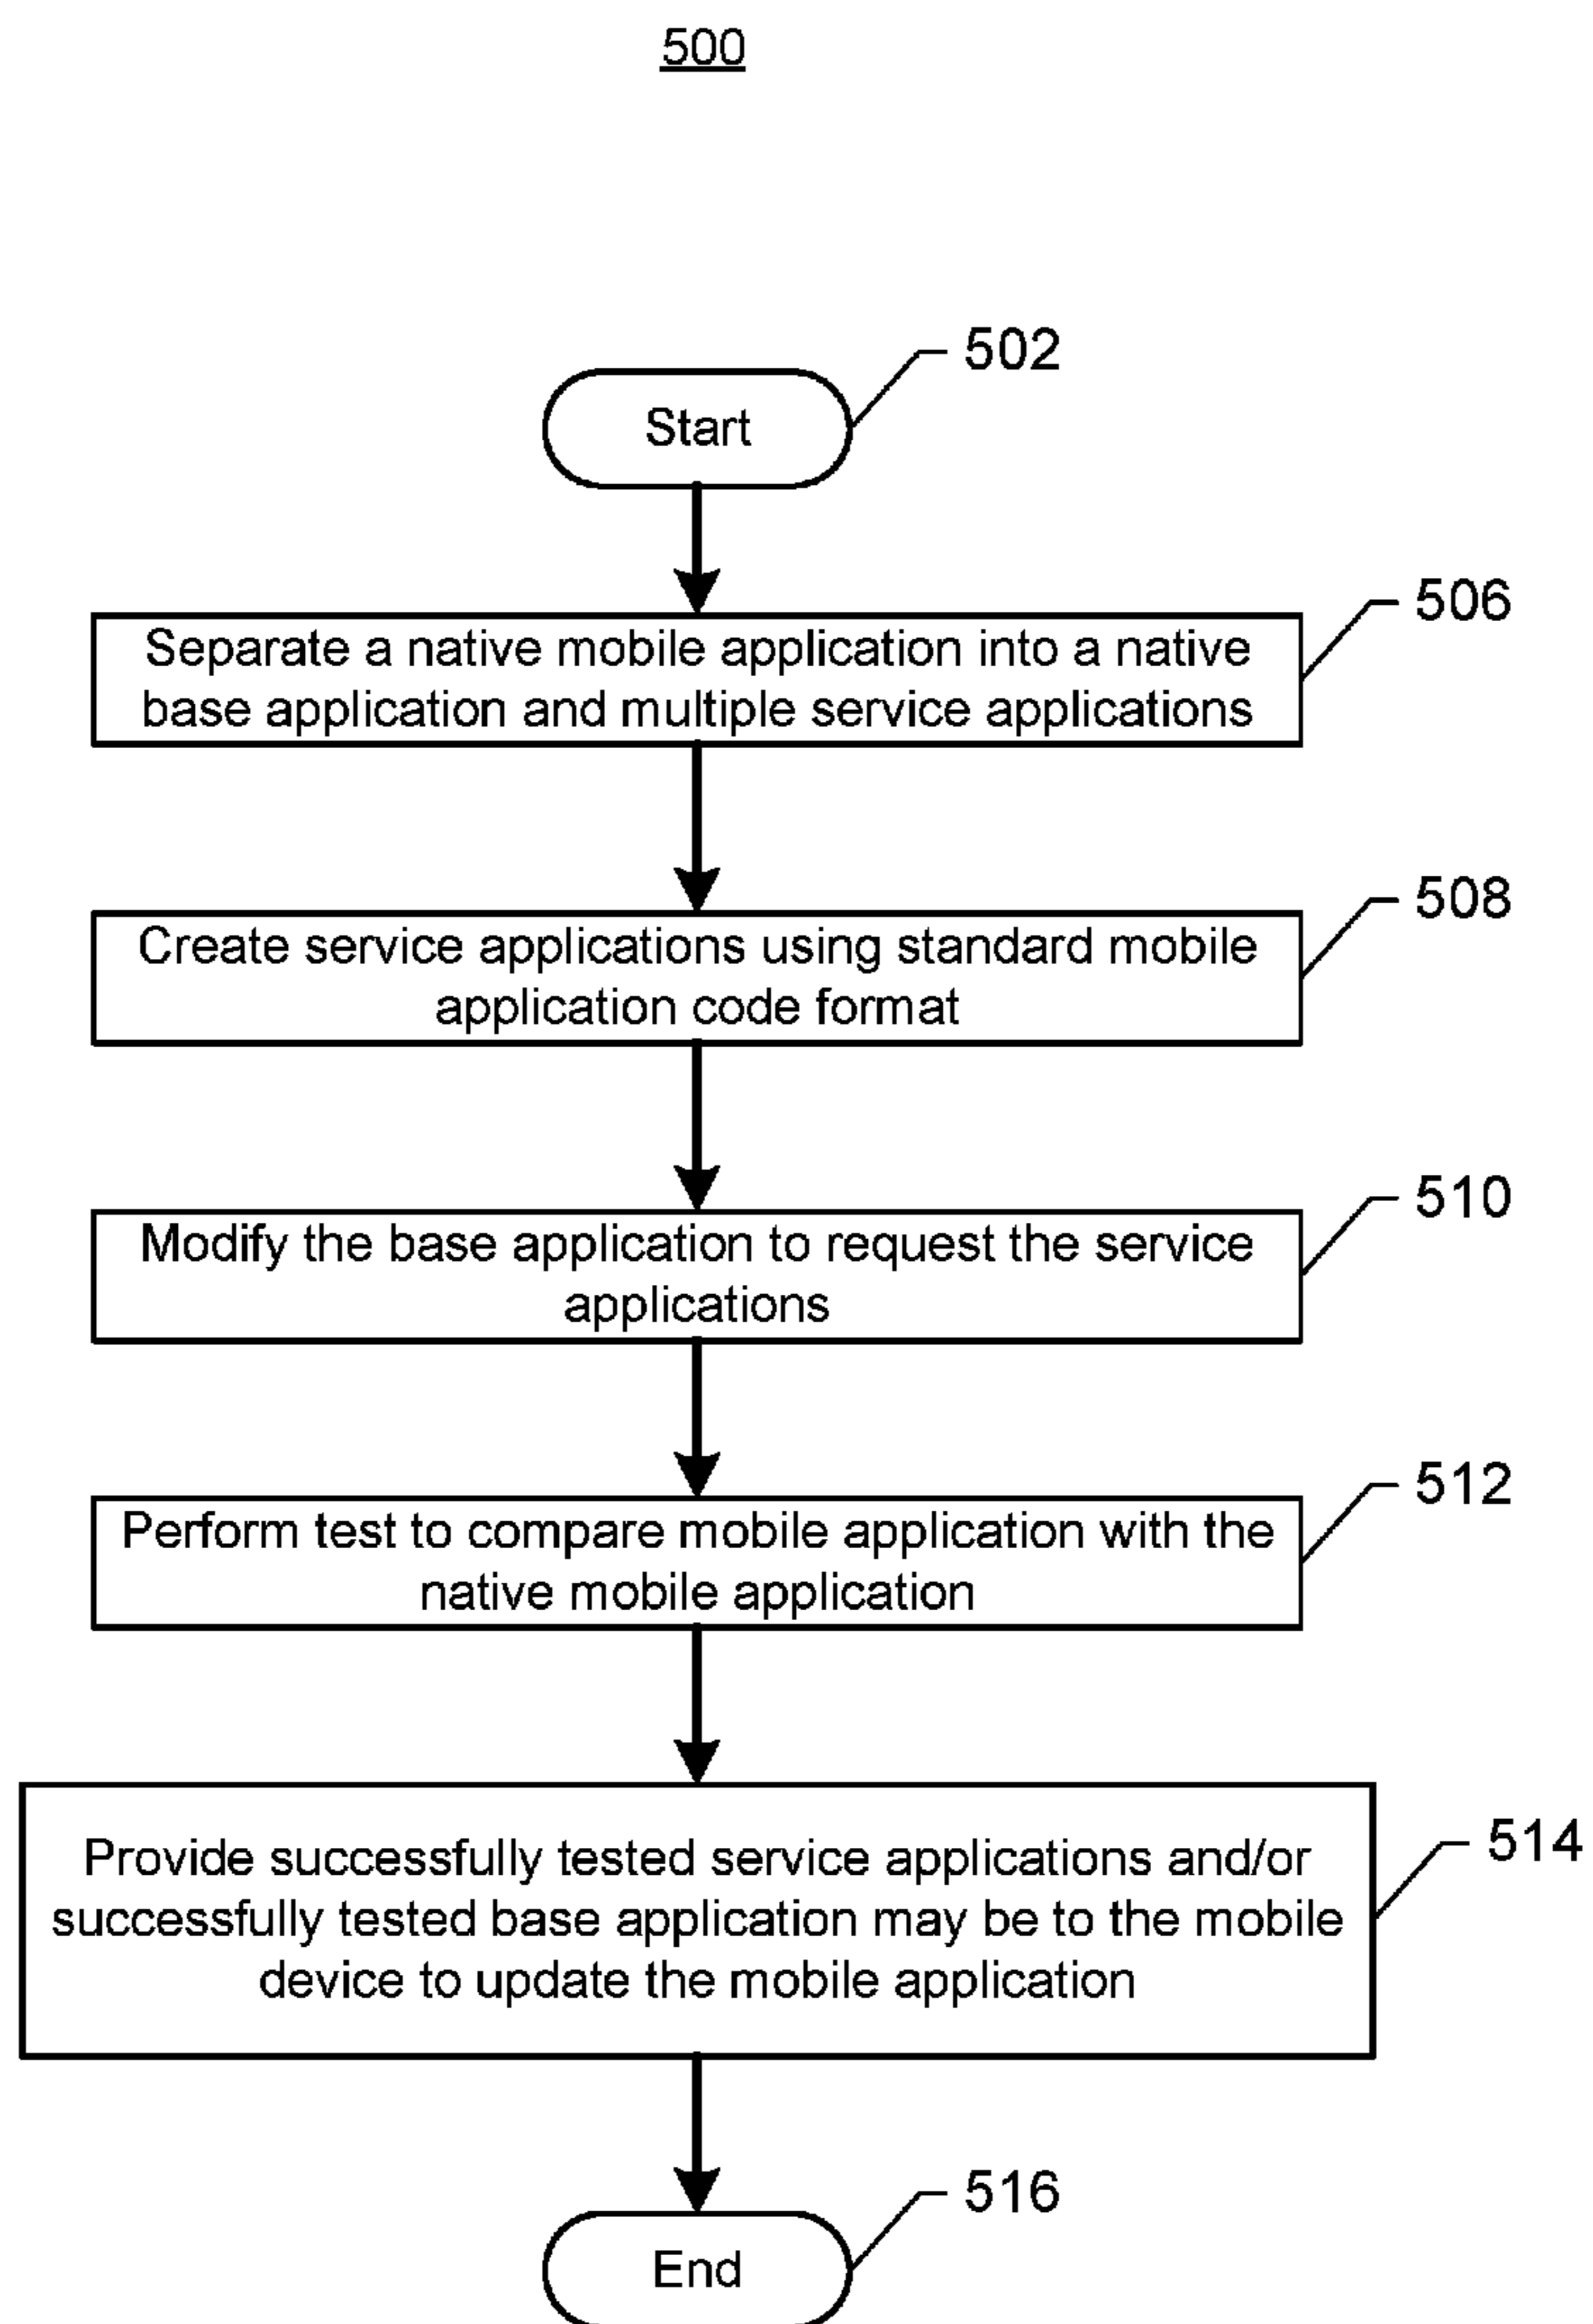 500
502
Start
506
Separate a native mobile application into a native
base application and multiple service applications
508
Create service applications using standard mobile
application code format
510
Modify the base application to request the service
applications
512
Perform test to compare mobile application with the
native mobile application
514
Provide successfully tested service applications and/or
successfully tested base application may be to the mobile
device to update the mobile application
516
End